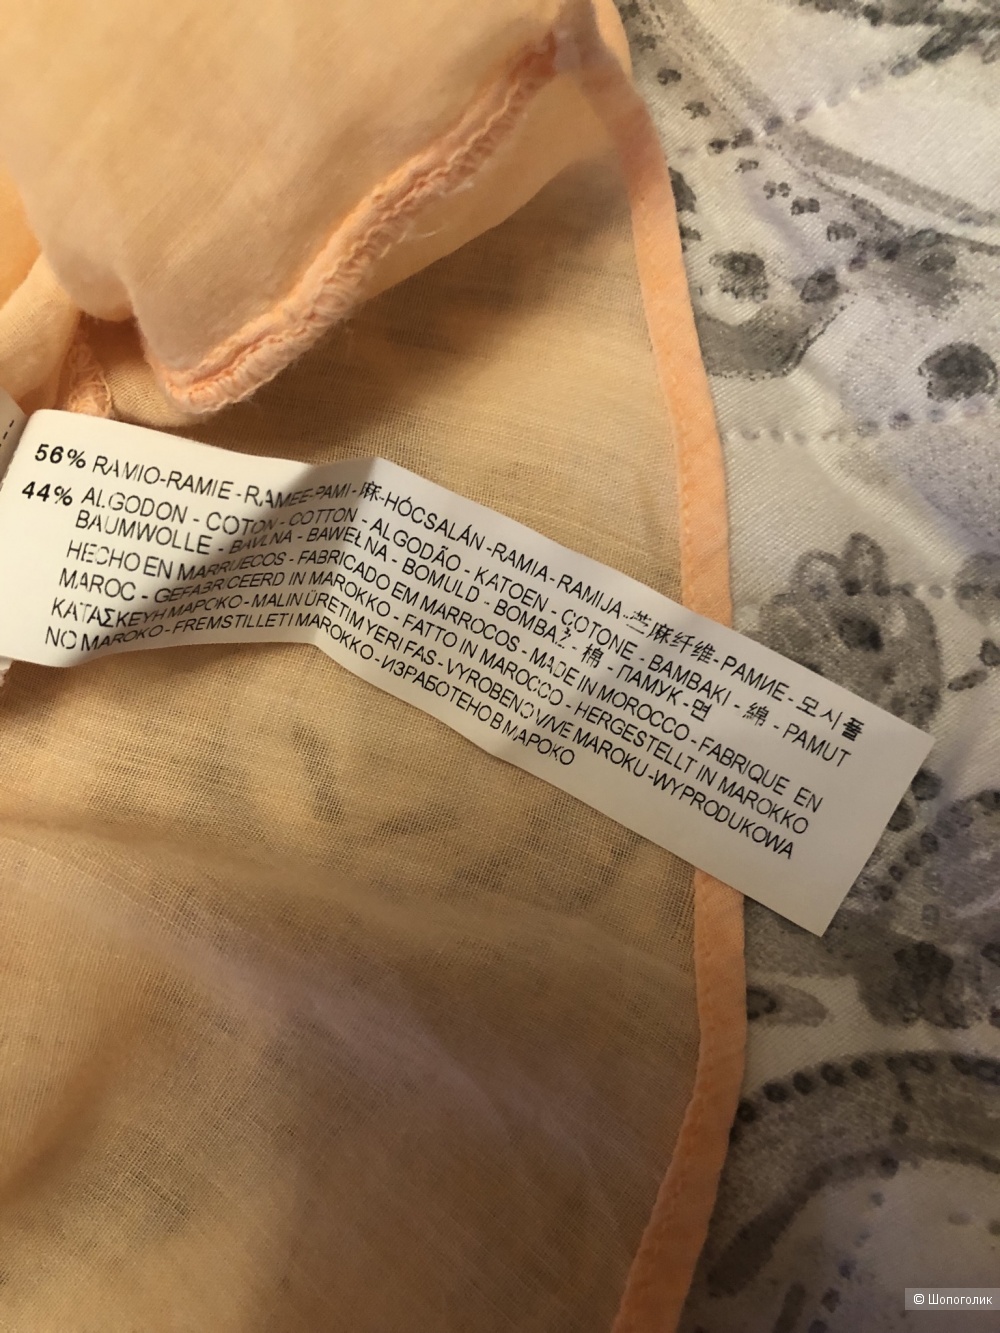 56% RAMIO-RAMIE-RAMEE-RAMI-麻-HÓCSALÁN-RAMIA-RAMIJA-苎麻纤维-РАМИЕ-모시풀
44% ALGODON - COTON - COTTON - ALGODÃO - KATOEN - COTONE - BAMBAKI - 綿 - PAMUT
BAUMWOLLE - BAVLNA - BAWEŁNA - BOMULD - BOMBAŽ - 棉 - ПАМУК - 면
HECHO EN MARRUECOS - FABRICADO EM MARROCOS - MADE IN MOROCCO - FABRIQUE EN
MAROC - GEFABRICEERD IN MAROKKO - FATTO IN MAROCCO - HERGESTELLT IN MAROKKO
ΚΑΤΑΣΚΕΥΗ ΜΑΡΟΚΟ - MALIN ÜRETIM YERI FAS - VYROBENO V/VE MAROKU - WYPRODUKOWA
NO MAROKO - FREMSTILLET I MAROKKO - ИЗРАБОТЕНО В МАРОКО
© Шопоголик